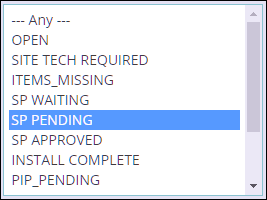 --- Any ---
OPEN
SITE TECH REQUIRED
ITEMS_MISSING
SP WAITING
SP PENDING
SP APPROVED
INSTALL COMPLETE
PIP_PENDING